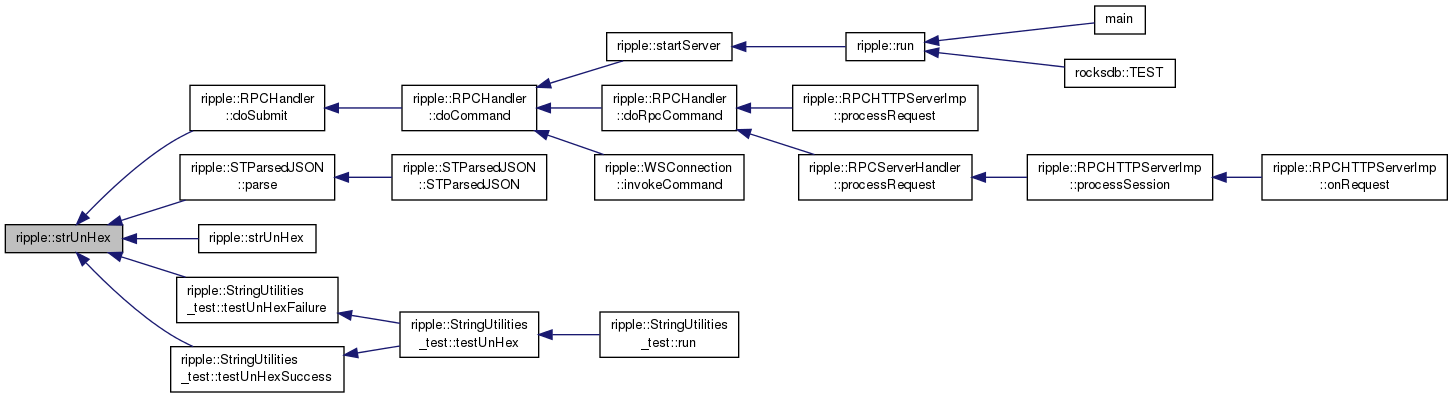 main
ripple::startServer
ripple::run
rocksdb::TEST
ripple::RPCHandler
::doSubmit
ripple::RPCHandler
::doCommand
ripple::RPCHandler
::doRpcCommand
ripple::RPCHTTPServerImp
::processRequest
ripple::STParsedJSON
::parse
ripple::STParsedJSON
::STParsedJSON
ripple::WSConnection
::invokeCommand
ripple::RPCServerHandler
::processRequest
ripple::RPCHTTPServerImp
::processSession
ripple::RPCHTTPServerImp
::onRequest
ripple::strUnHex
ripple::strUnHex
ripple::StringUtilities
_test::testUnHexFailure
ripple::StringUtilities
_test::testUnHex
ripple::StringUtilities
_test::run
ripple::StringUtilities
_test::testUnHexSuccess